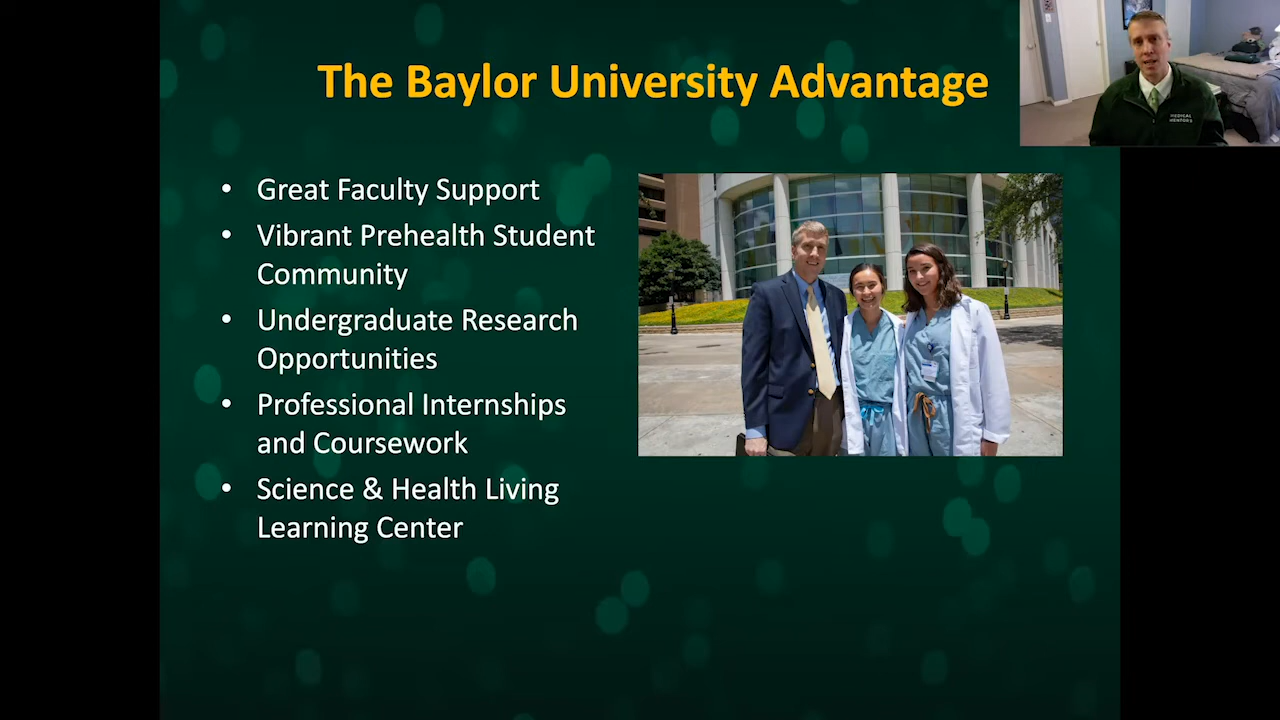 The Baylor University Advantage
• Great Faculty Support
• Vibrant Prehealth Student
Community
• Undergraduate Research
Opportunities
• Professional Internships
and Coursework
• Science & Health Living
Learning Center
MEDICAL